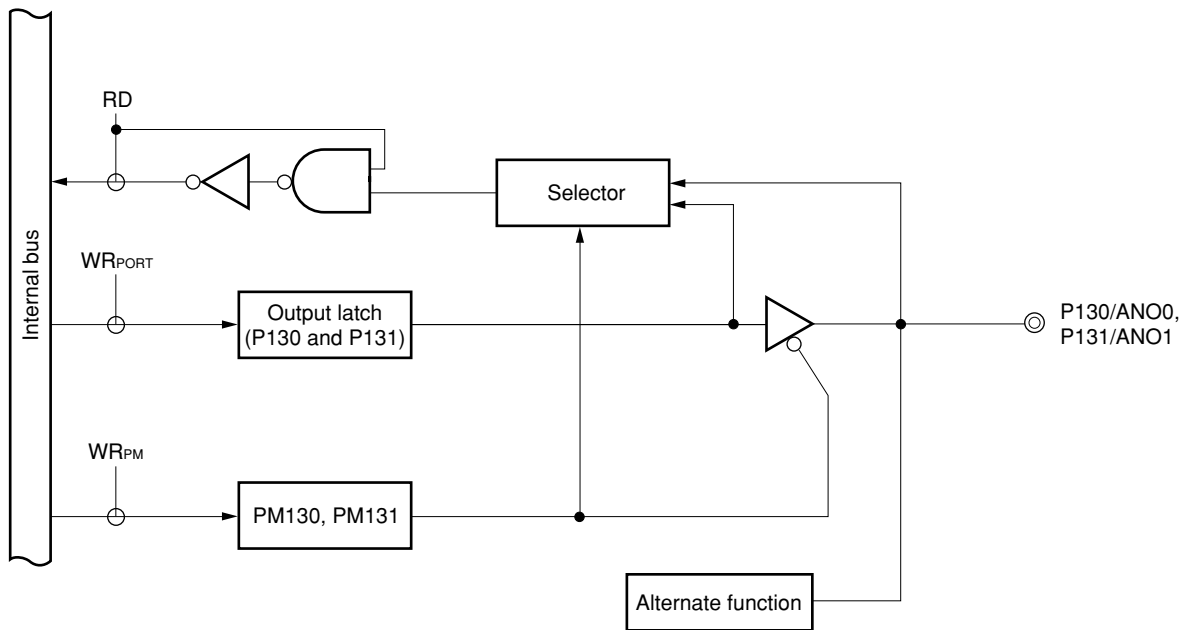 RD
Selector
Internal bus
WRPORT
Output latch
(P130 and P131)
P130/ANO0,
P131/ANO1
WRPM
PM130, PM131
Alternate function